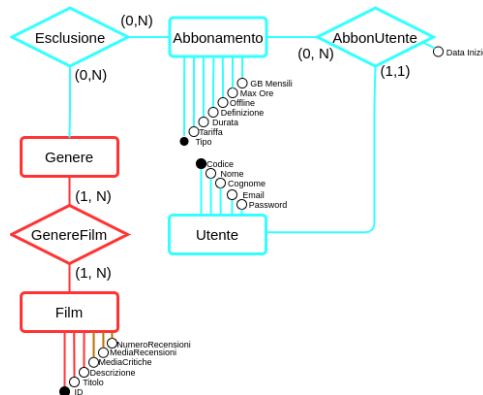 (0,N)
Esclusione
Abbonamento
AbbonUtente
(0, N)
Data Inizi
(0,N)
(1,1)
GB Mensili
Max Ore
Offline
Definizione
Durata
Tariffa
Tipo
Genere
Codice
Nome
Cognome
Email
Password
(1, N)
GenereFilm
Utente
(1, N)
Film
NumeroRecensioni
MediaRecensioni
MediaCritiche
Descrizione
Titolo
ID